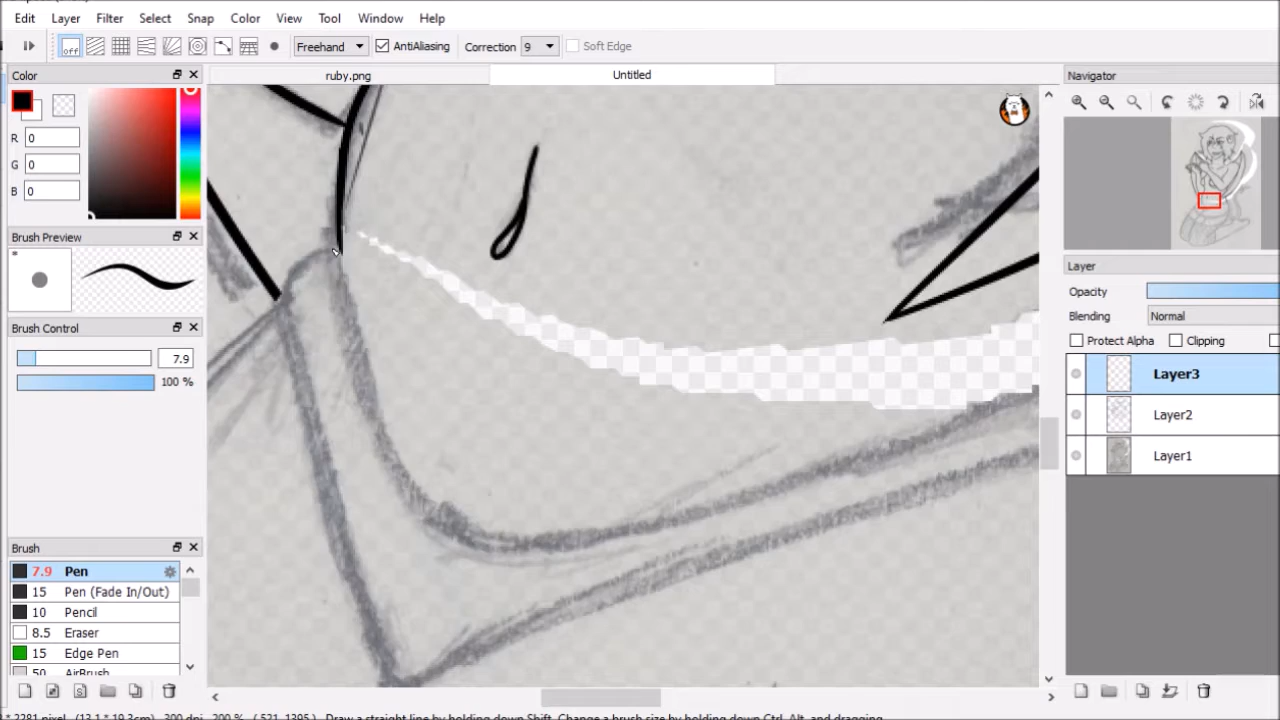 Edit Layer Filter Select Snap Color View Tool Window Help
off Freehand AntiAliasing Correction 9 Soft Edge
Color
ruby.png Untitled
Navigator
R 0
G 0
B 0
Brush Preview
*
Layer
Opacity
Blending Normal
Brush Control
Protect Alpha Clipping
7.9
Layer3
100 %
Layer2
Layer1
Brush
7.9 Pen
15 Pen (Fade In/Out)
10 Pencil
8.5 Eraser
15 Edge Pen
50 AirBrush
* 2281 pixel (13.1 * 19.3cm) 300 dpi 200 % ( 521, 1395) Draw a straight line by holding down Shift, Change a brush size by holding down Ctrl, Alt, and dragging